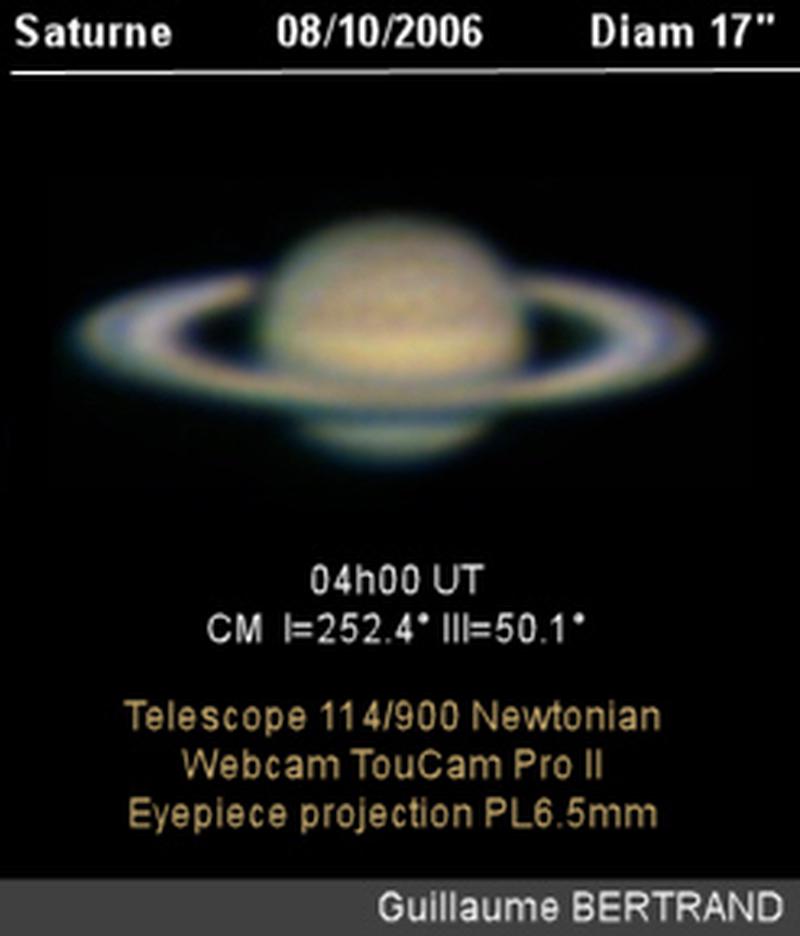 Saturne 08/10/2006 Diam 17"
04h00 UT
CM I=252.4° III=50.1°
Telescope 114/900 Newtonian
Webcam TouCam Pro II
Eyepiece projection PL6.5mm
Guillaume BERTRAND